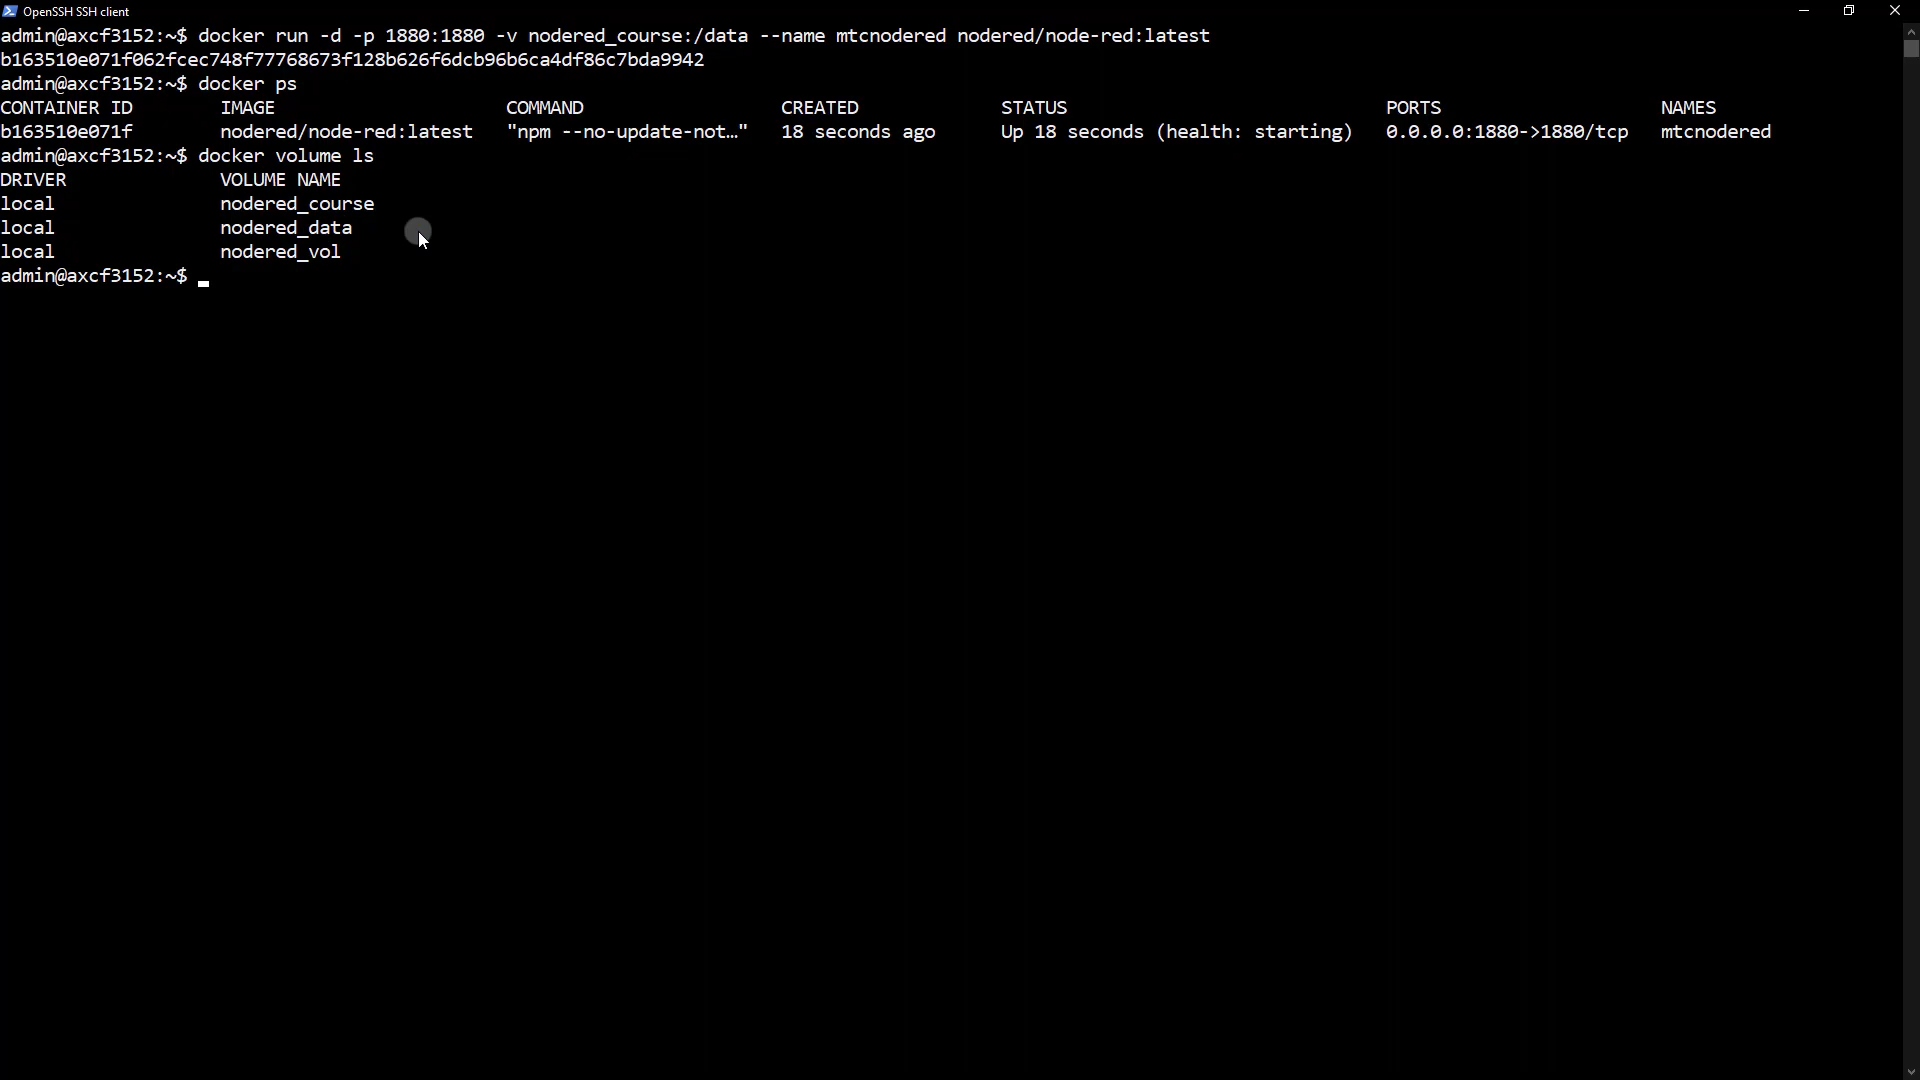 OpenSSH SSH client
admin@axcf3152:~$ docker run -d -p 1880:1880 -v nodered_course:/data --name mtcnodered nodered/node-red:latest
b163510e071f062fcec748f77768673f128b626f6dcb96b6ca4df86c7bda9942
admin@axcf3152:~$ docker ps
CONTAINER ID        IMAGE                     COMMAND                  CREATED             STATUS                             PORTS                    NAMES
b163510e071f        nodered/node-red:latest   "npm --no-update-not…"   18 seconds ago      Up 18 seconds (health: starting)   0.0.0.0:1880->1880/tcp   mtcnodered
admin@axcf3152:~$ docker volume ls
DRIVER              VOLUME NAME
local               nodered_course
local               nodered_data
local               nodered_vol
admin@axcf3152:~$